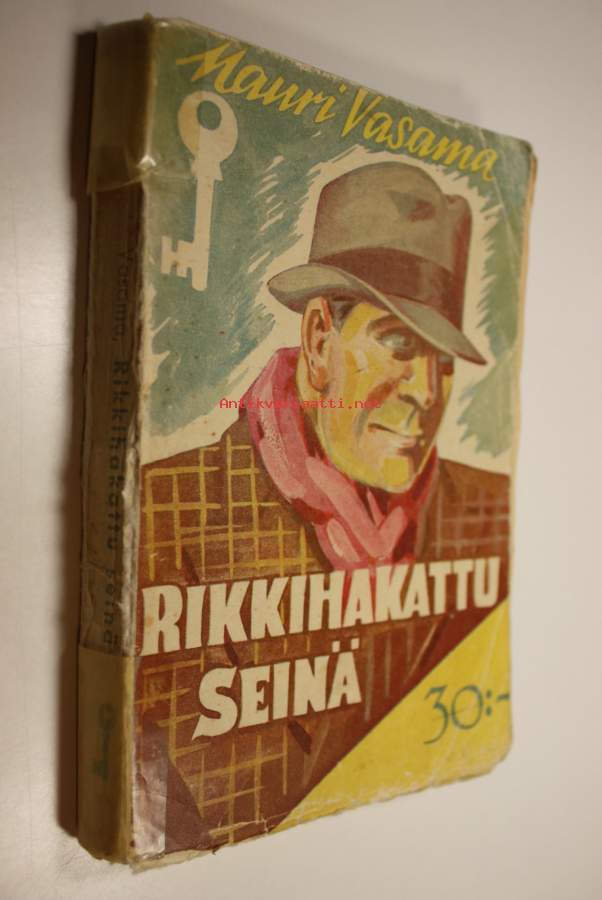 Mauri Vasama
RIKKIHAKATTU
SEINÄ
30:-
Vasama, Rikkihakattu seinä
Antikvariaatti.net